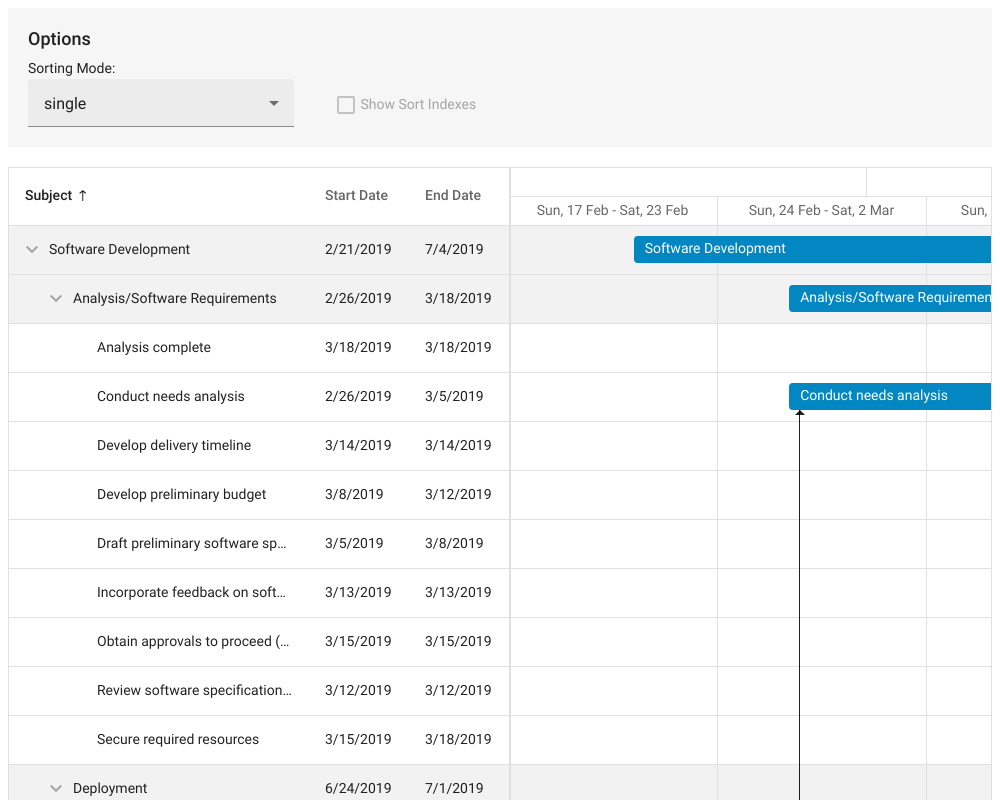 Options
Sorting Mode:
single
Show Sort Indexes
Subject ↑ Start Date End Date
Sun, 17 Feb - Sat, 23 Feb Sun, 24 Feb - Sat, 2 Mar Sun,
Software Development 2/21/2019 7/4/2019 Software Development
Analysis/Software Requirements 2/26/2019 3/18/2019 Analysis/Software Requiremen
Analysis complete 3/18/2019 3/18/2019
Conduct needs analysis 2/26/2019 3/5/2019 Conduct needs analysis
Develop delivery timeline 3/14/2019 3/14/2019
Develop preliminary budget 3/8/2019 3/12/2019
Draft preliminary software sp... 3/5/2019 3/8/2019
Incorporate feedback on soft... 3/13/2019 3/13/2019
Obtain approvals to proceed (... 3/15/2019 3/15/2019
Review software specification... 3/12/2019 3/12/2019
Secure required resources 3/15/2019 3/18/2019
Deployment 6/24/2019 7/1/2019